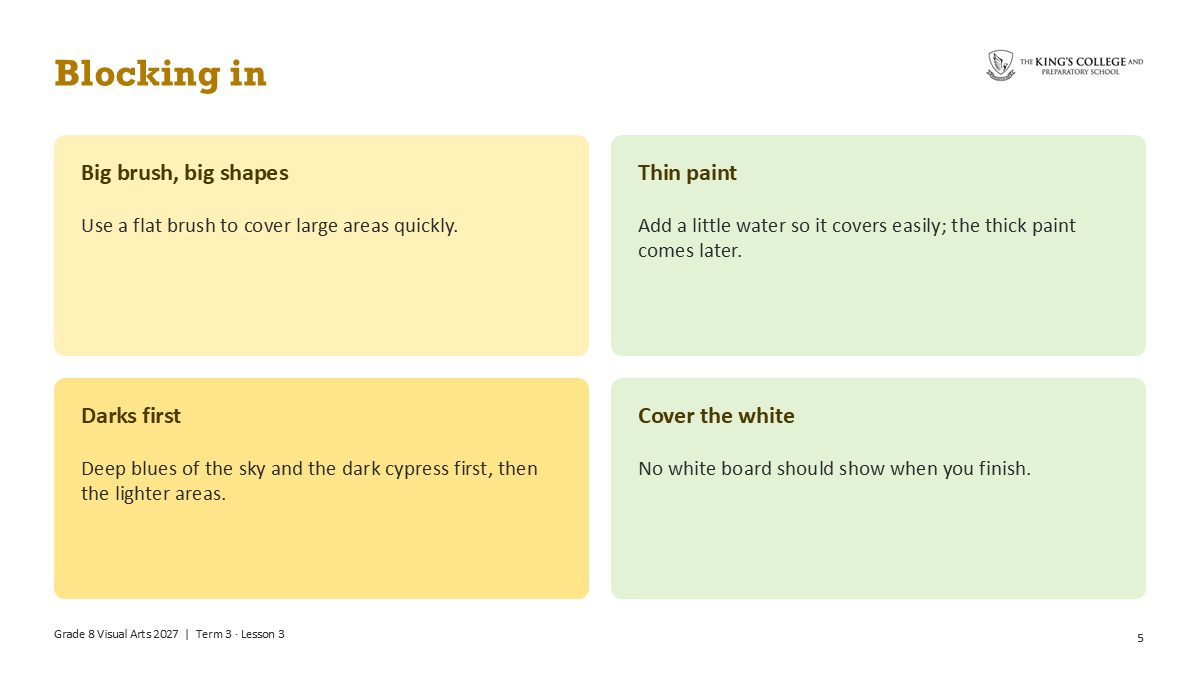 Blocking in
THE KING'S COLLEGE AND
PREPARATORY SCHOOL
Big brush, big shapes
Use a flat brush to cover large areas quickly.
Thin paint
Add a little water so it covers easily; the thick paint
comes later.
Darks first
Deep blues of the sky and the dark cypress first, then
the lighter areas.
Cover the white
No white board should show when you finish.
Grade 8 Visual Arts 2027 | Term 3 · Lesson 3
5